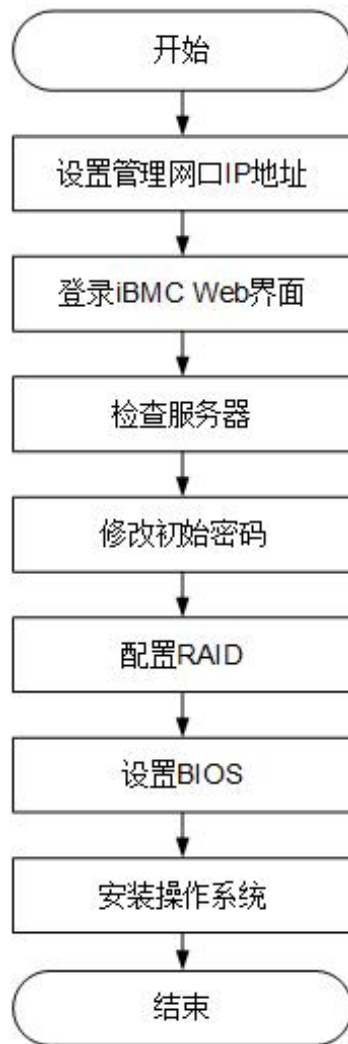 开始
设置管理网口IP地址
登录iBMC Web界面
检查服务器
修改初始密码
配置RAID
设置BIOS
安装操作系统
结束